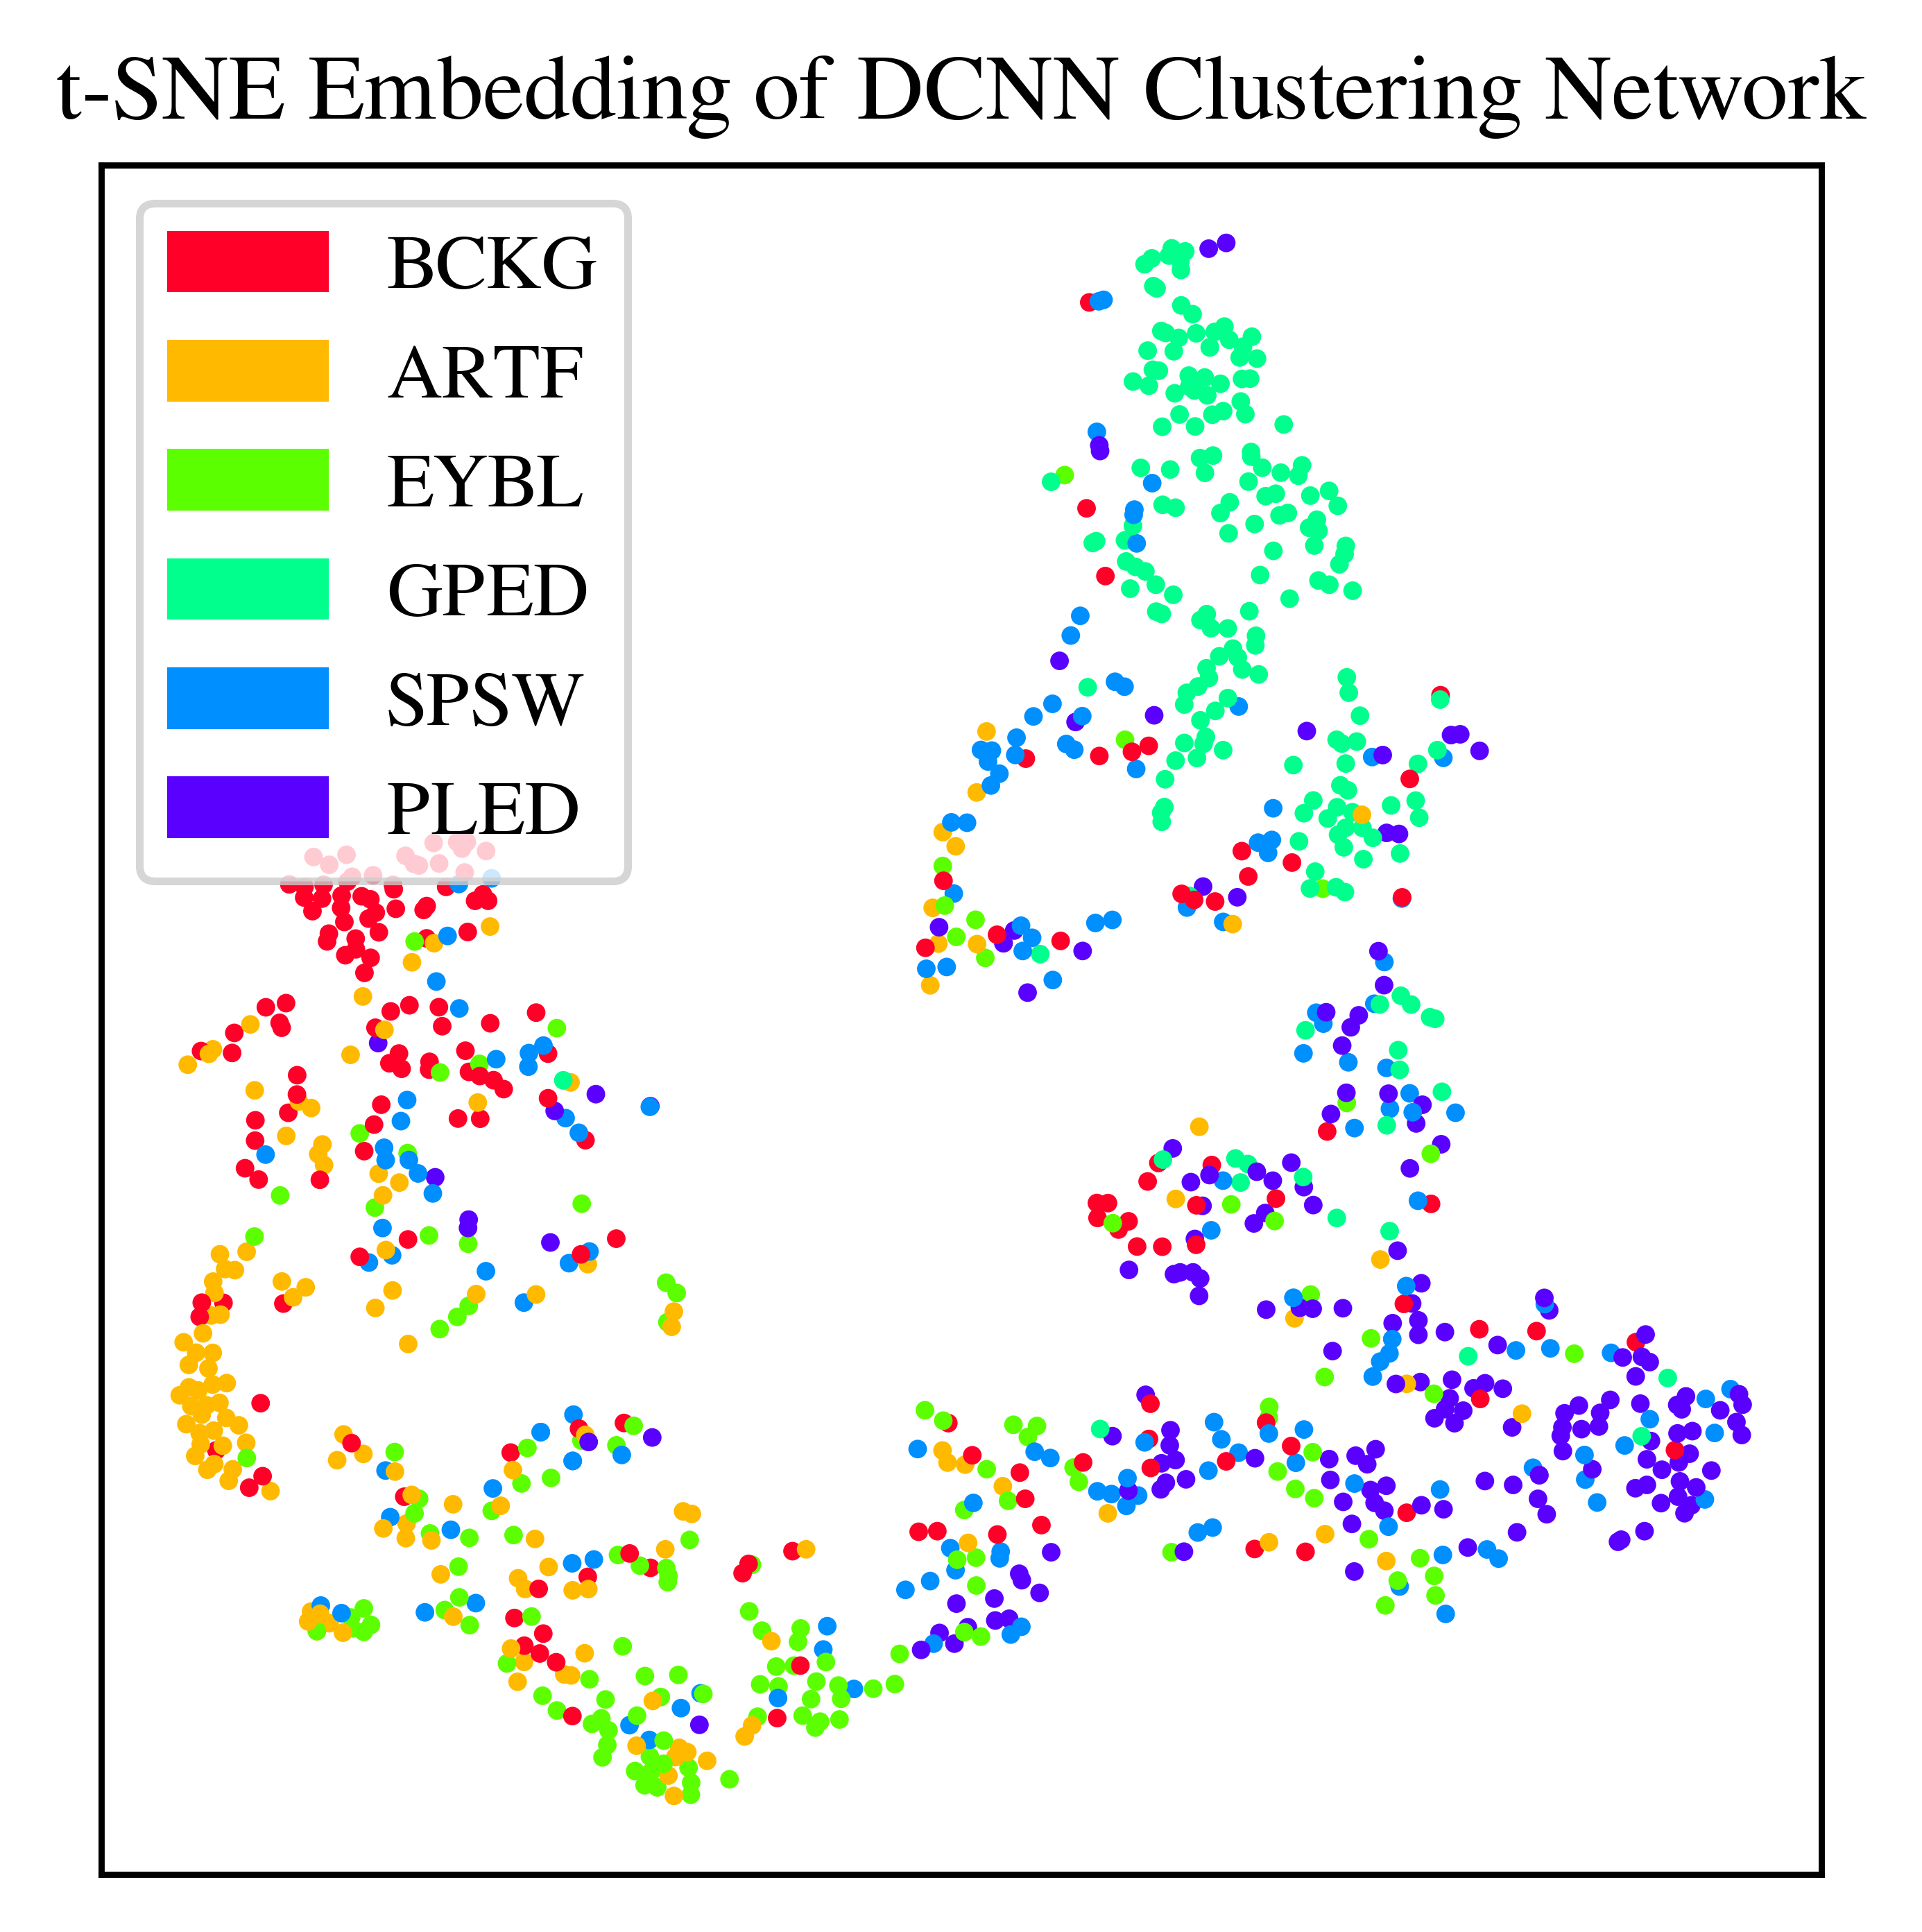 t-SNE Embedding of DCNN Clustering Network
BCKG
ARTF
EYBL
GPED
SPSW
PLED